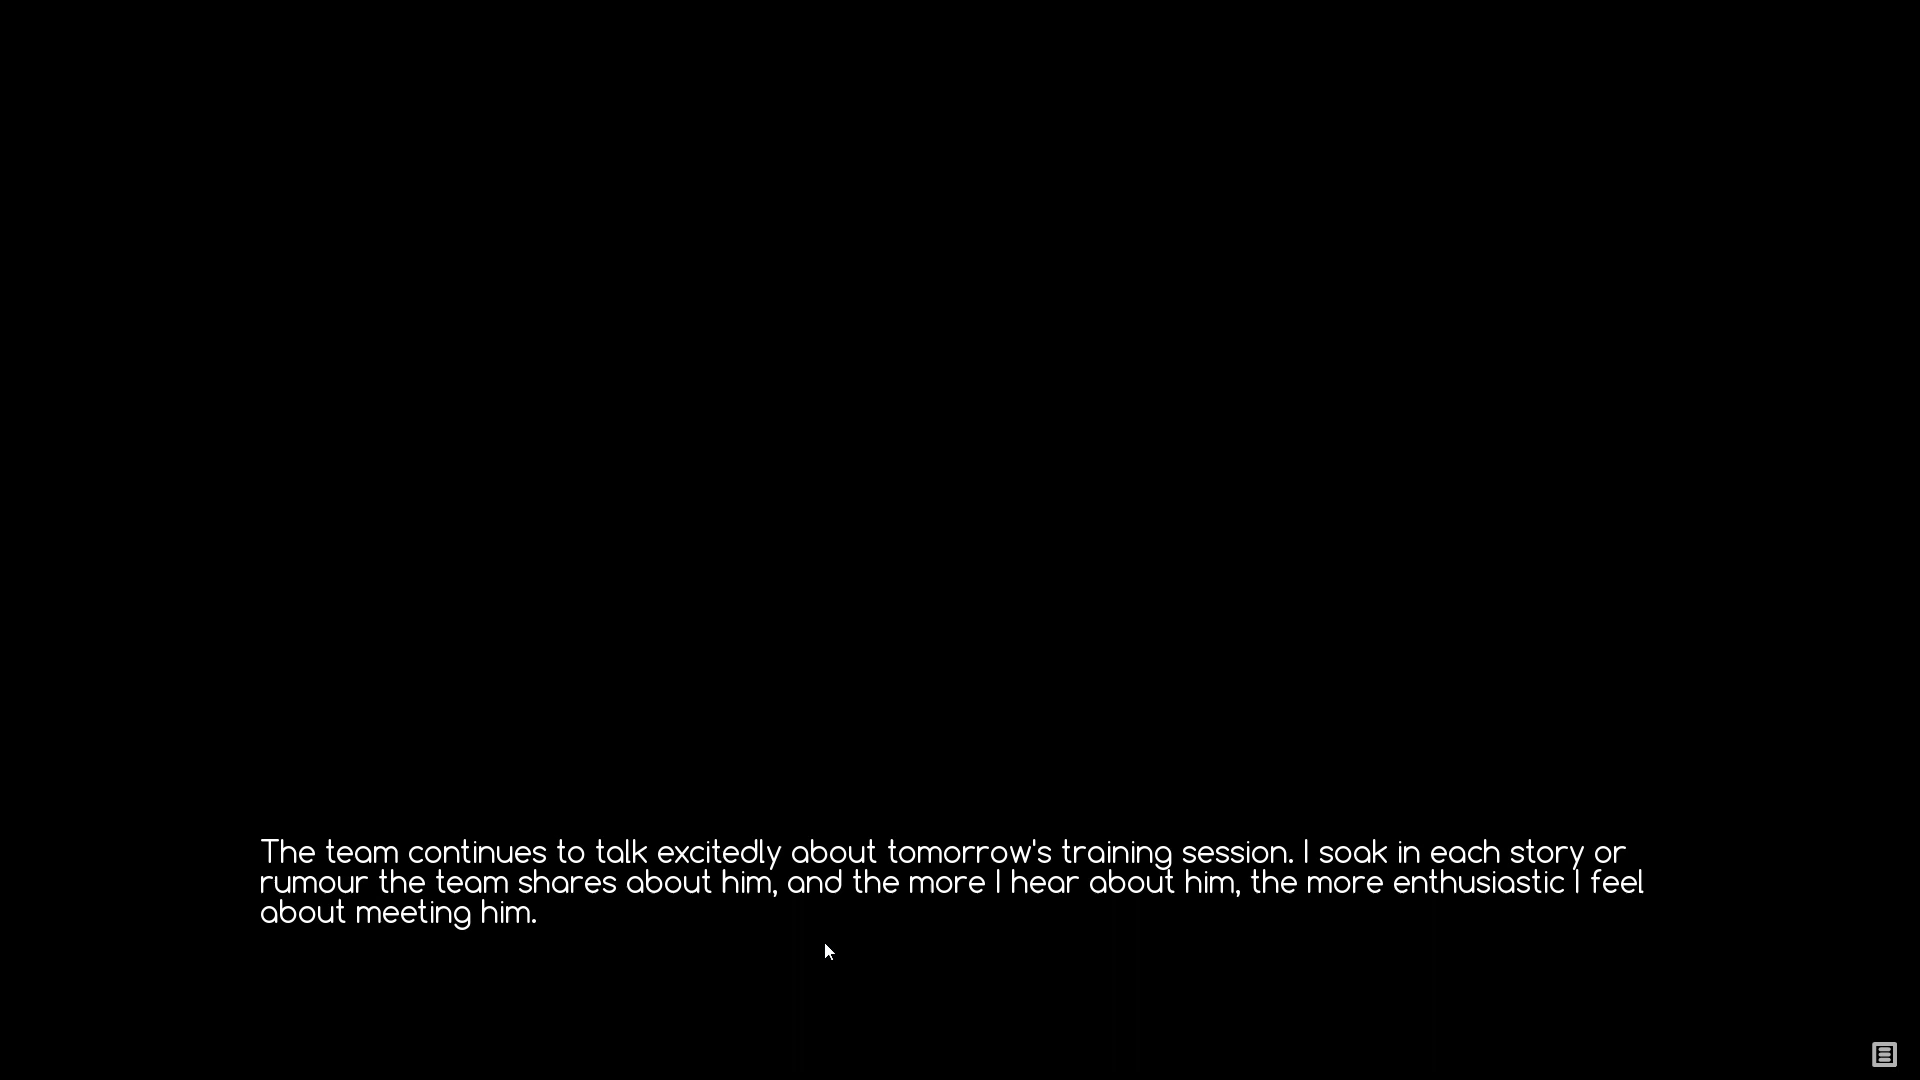 The team continues to talk excitedly about tomorrow's training session. I soak in each story or
rumour the team shares about him, and the more I hear about him, the more enthusiastic I feel
about meeting him.